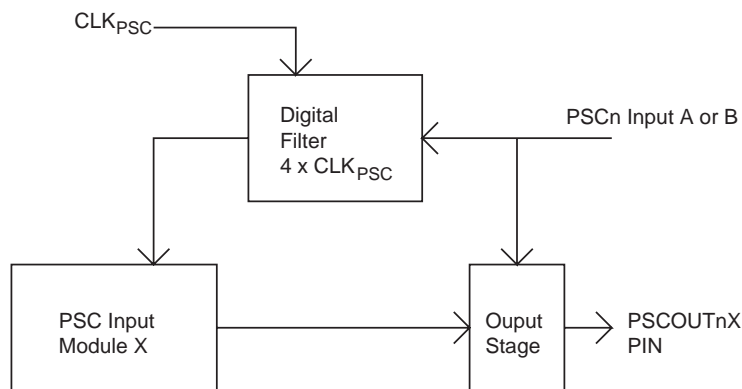 CLKPSC
Digital
Filter
4 x CLKPSC
PSCn Input A or B
PSC Input
Module X
Ouput
Stage
PSCOUTnX
PIN